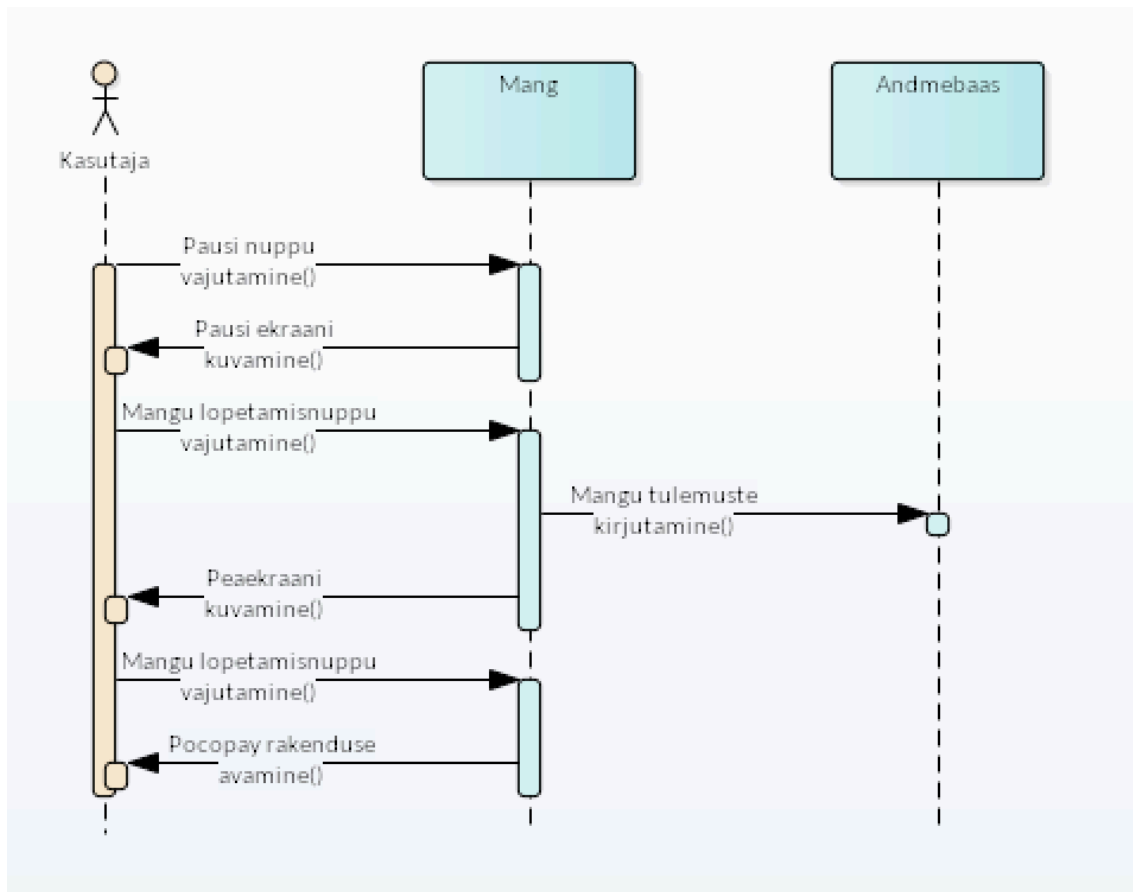 Kasutaja
Mang
Andmebaas
Pausi nuppu
vajutamine()
Pausi ekraani
kuvamine()
Mangu lopetamisnuppu
vajutamine()
Mangu tulemuste
kirjutamine()
Peaekraani
kuvamine()
Mangu lopetamisnuppu
vajutamine()
Pocopay rakenduse
avamine()